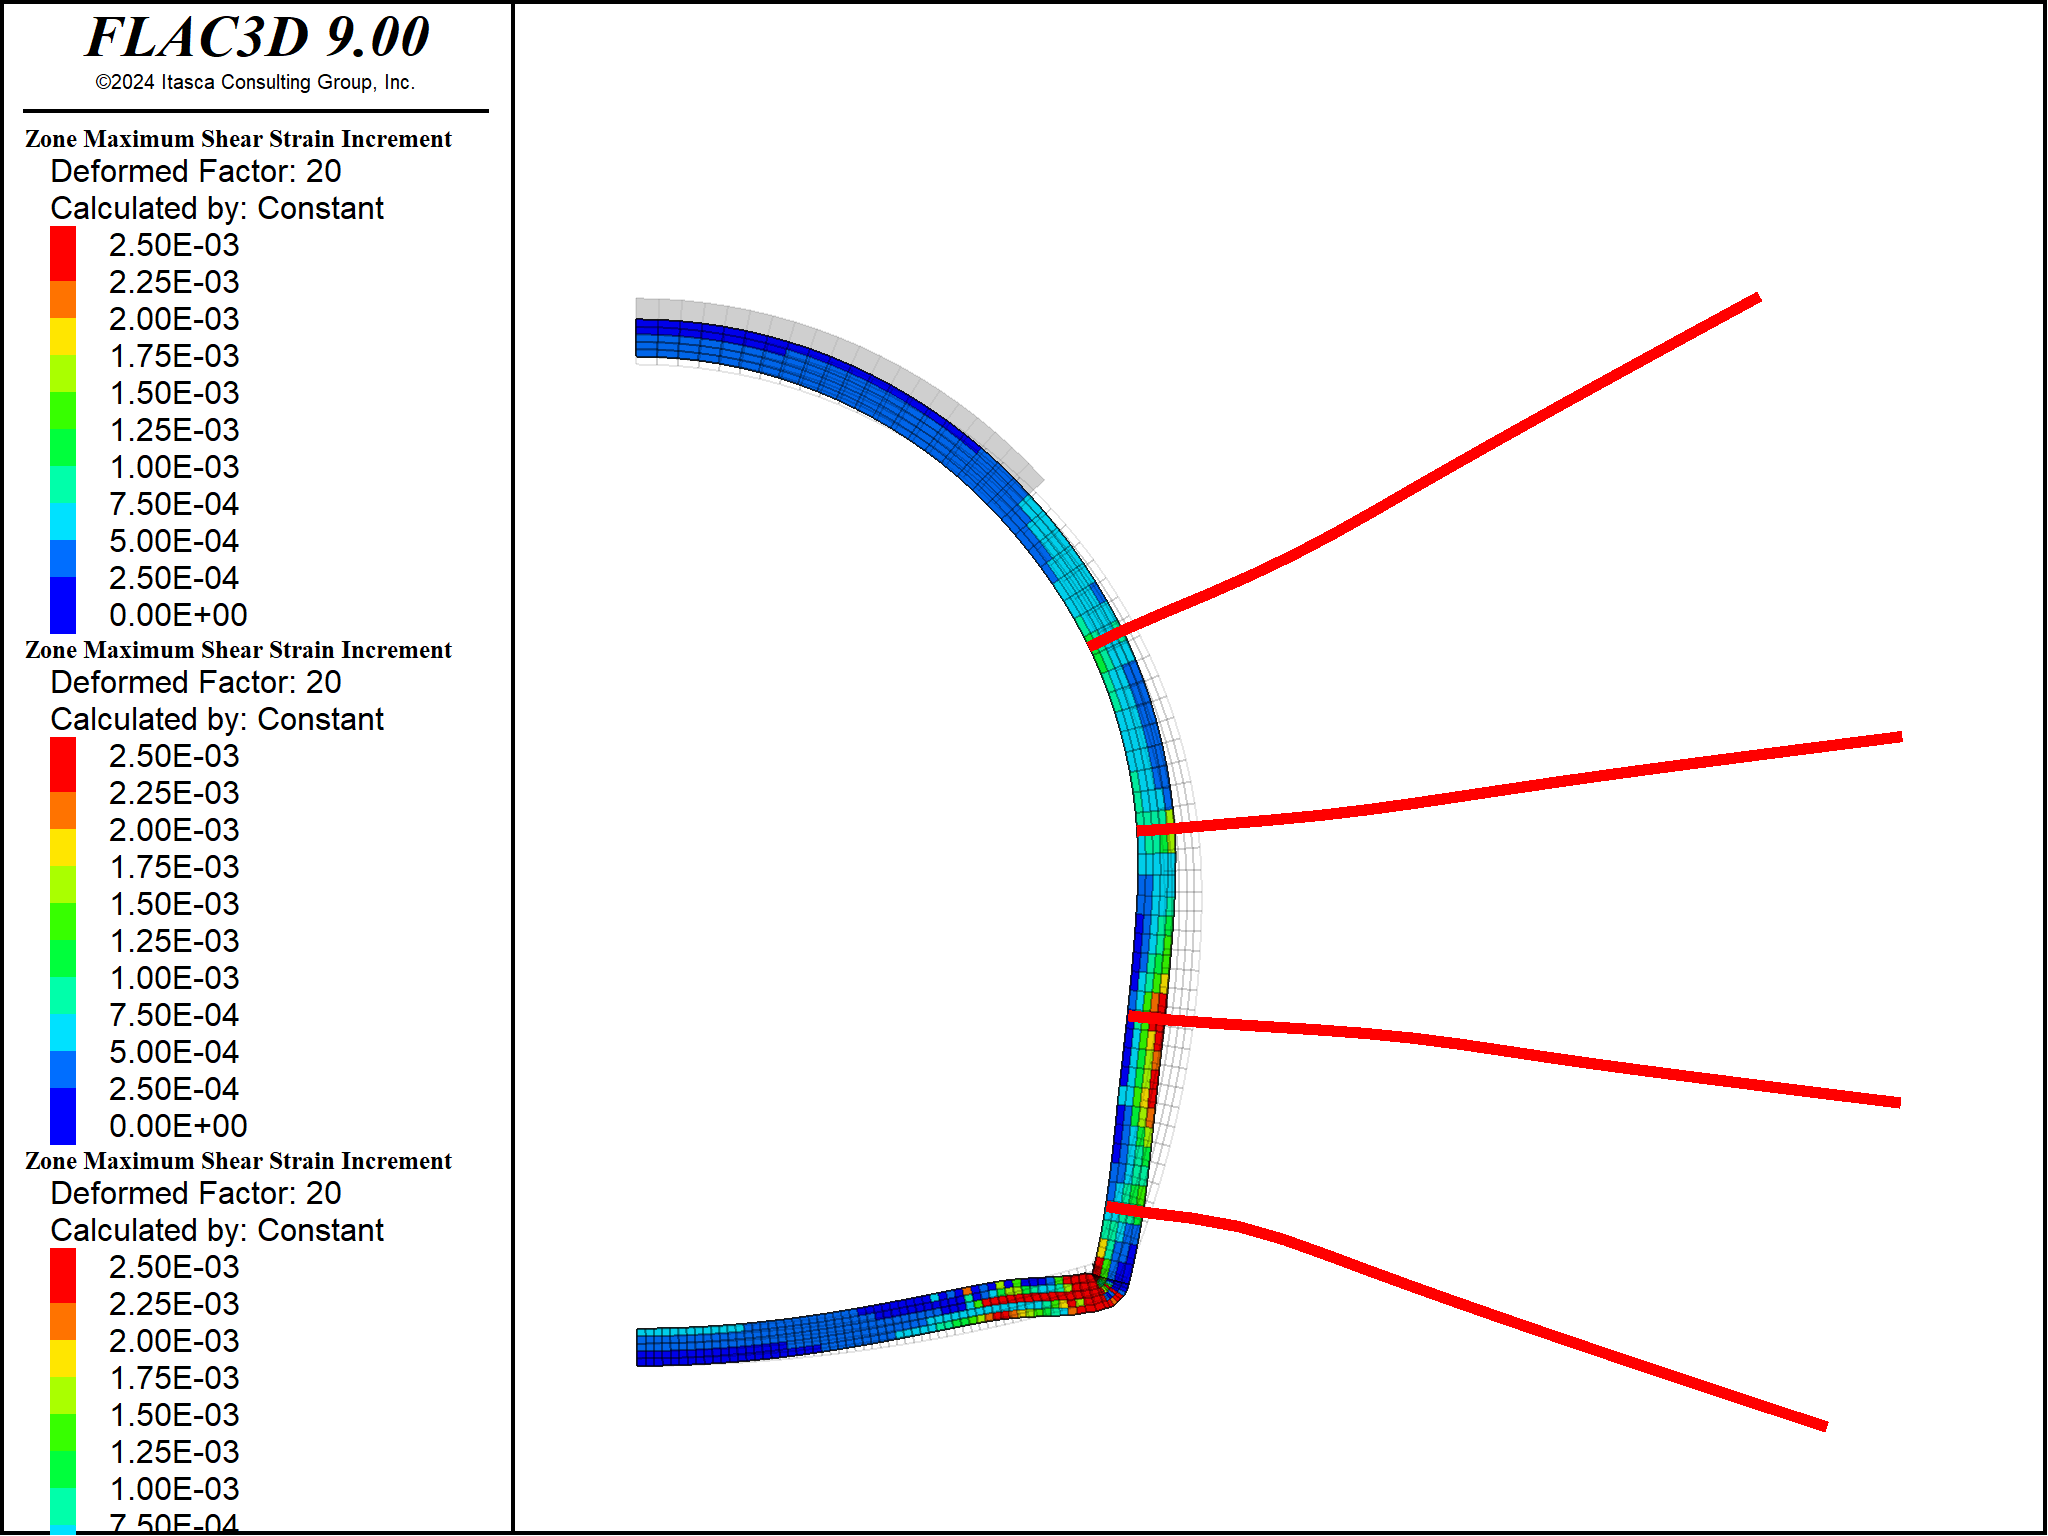 FLAC3D 9.00
©2024 Itasca Consulting Group, Inc.
Zone Maximum Shear Strain Increment
Deformed Factor: 20
Calculated by: Constant
2.50E-03
2.25E-03
2.00E-03
1.75E-03
1.50E-03
1.25E-03
1.00E-03
7.50E-04
5.00E-04
2.50E-04
0.00E+00
Zone Maximum Shear Strain Increment
Deformed Factor: 20
Calculated by: Constant
2.50E-03
2.25E-03
2.00E-03
1.75E-03
1.50E-03
1.25E-03
1.00E-03
7.50E-04
5.00E-04
2.50E-04
0.00E+00
Zone Maximum Shear Strain Increment
Deformed Factor: 20
Calculated by: Constant
2.50E-03
2.25E-03
2.00E-03
1.75E-03
1.50E-03
1.25E-03
1.00E-03
7.50E-04